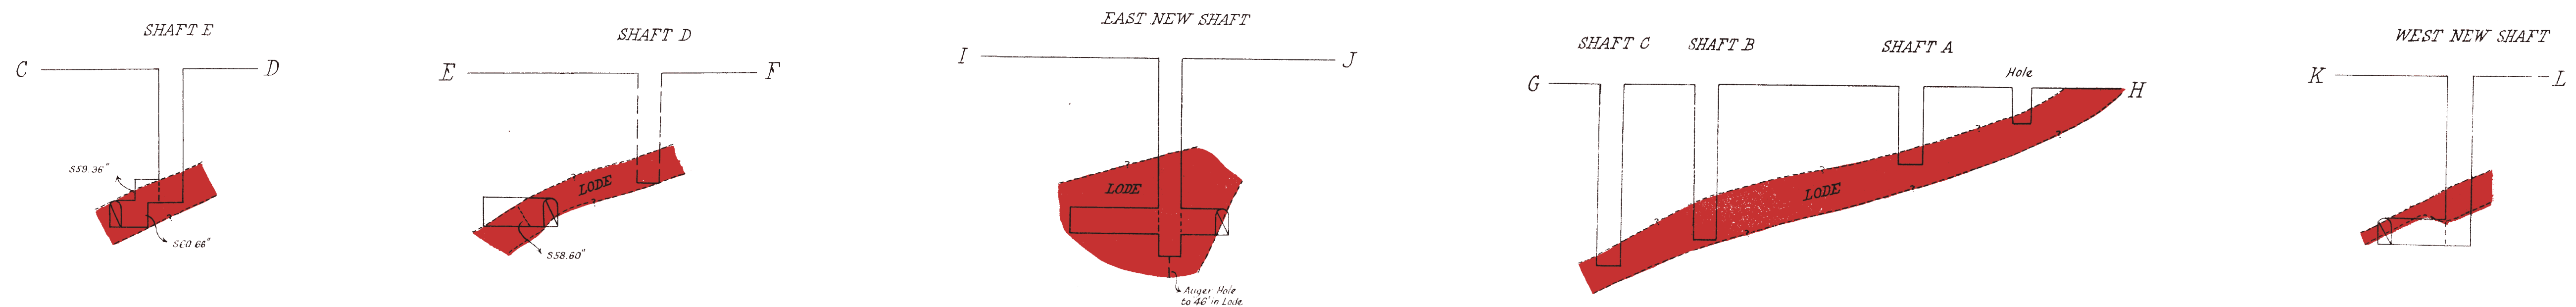 SHAFT E
C
D
S59.36"
S60.66"
?
SHAFT D
E
F
?
LODE
?
S58.60"
EAST NEW SHAFT
I
J
?
LODE
Auger Hole
to 46' in Lode.
SHAFT C
SHAFT B
SHAFT A
Hole
G
H
?
?
?
?
LODE
?
?
?
WEST NEW SHAFT
K
L